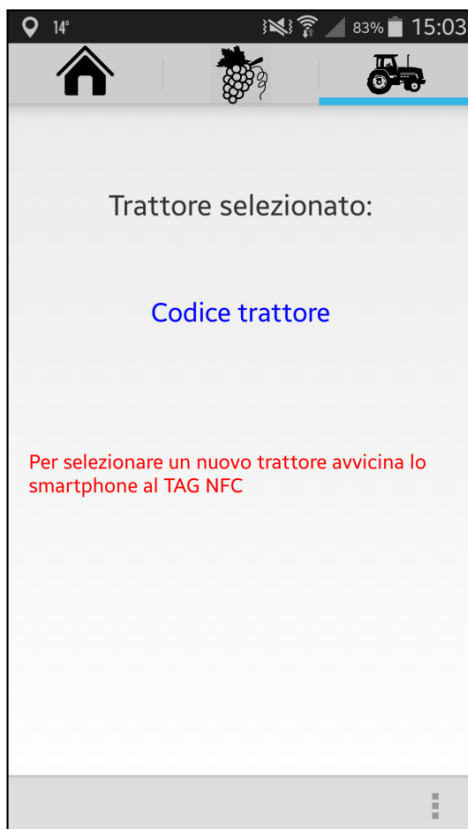 14° 83% 15:03
Trattore selezionato:
Codice trattore
Per selezionare un nuovo trattore avvicina lo
smartphone al TAG NFC